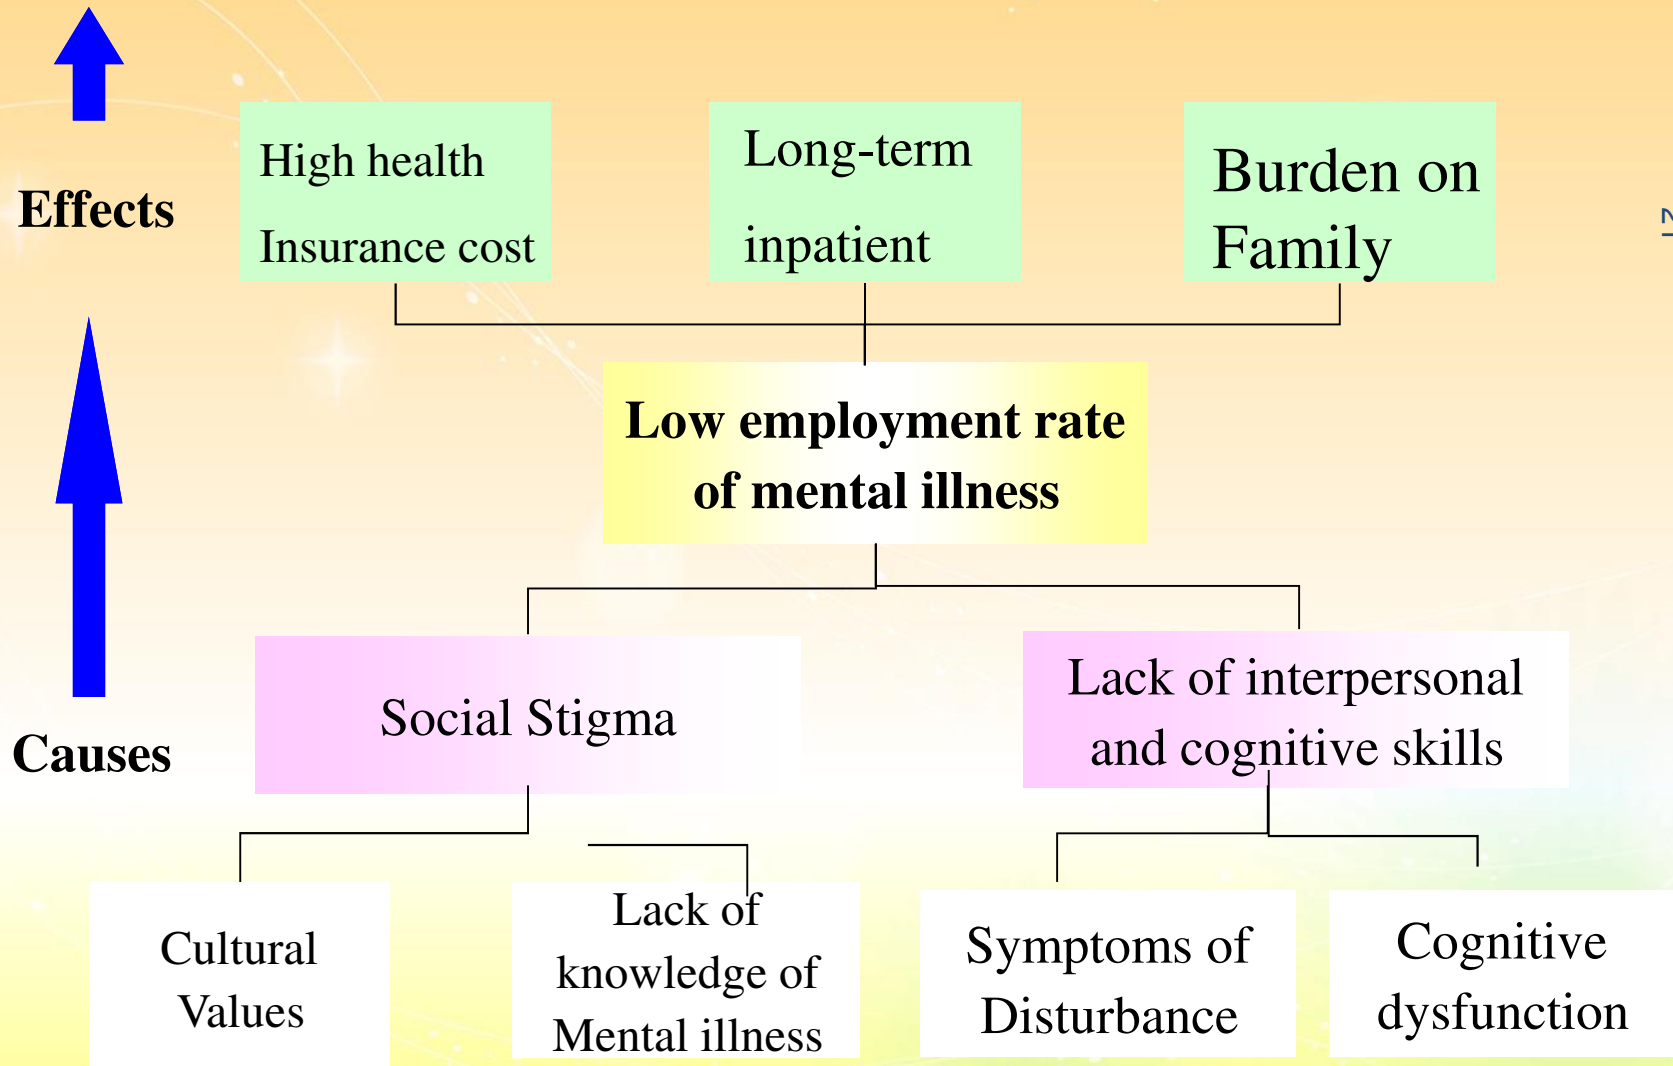 Effects
High health
Insurance cost
Long-term
inpatient
Burden on
Family
Low employment rate
of mental illness
Causes
Social Stigma
Lack of interpersonal
and cognitive skills
Cultural
Values
Lack of
knowledge of
Mental illness
Symptoms of
Disturbance
Cognitive
dysfunction